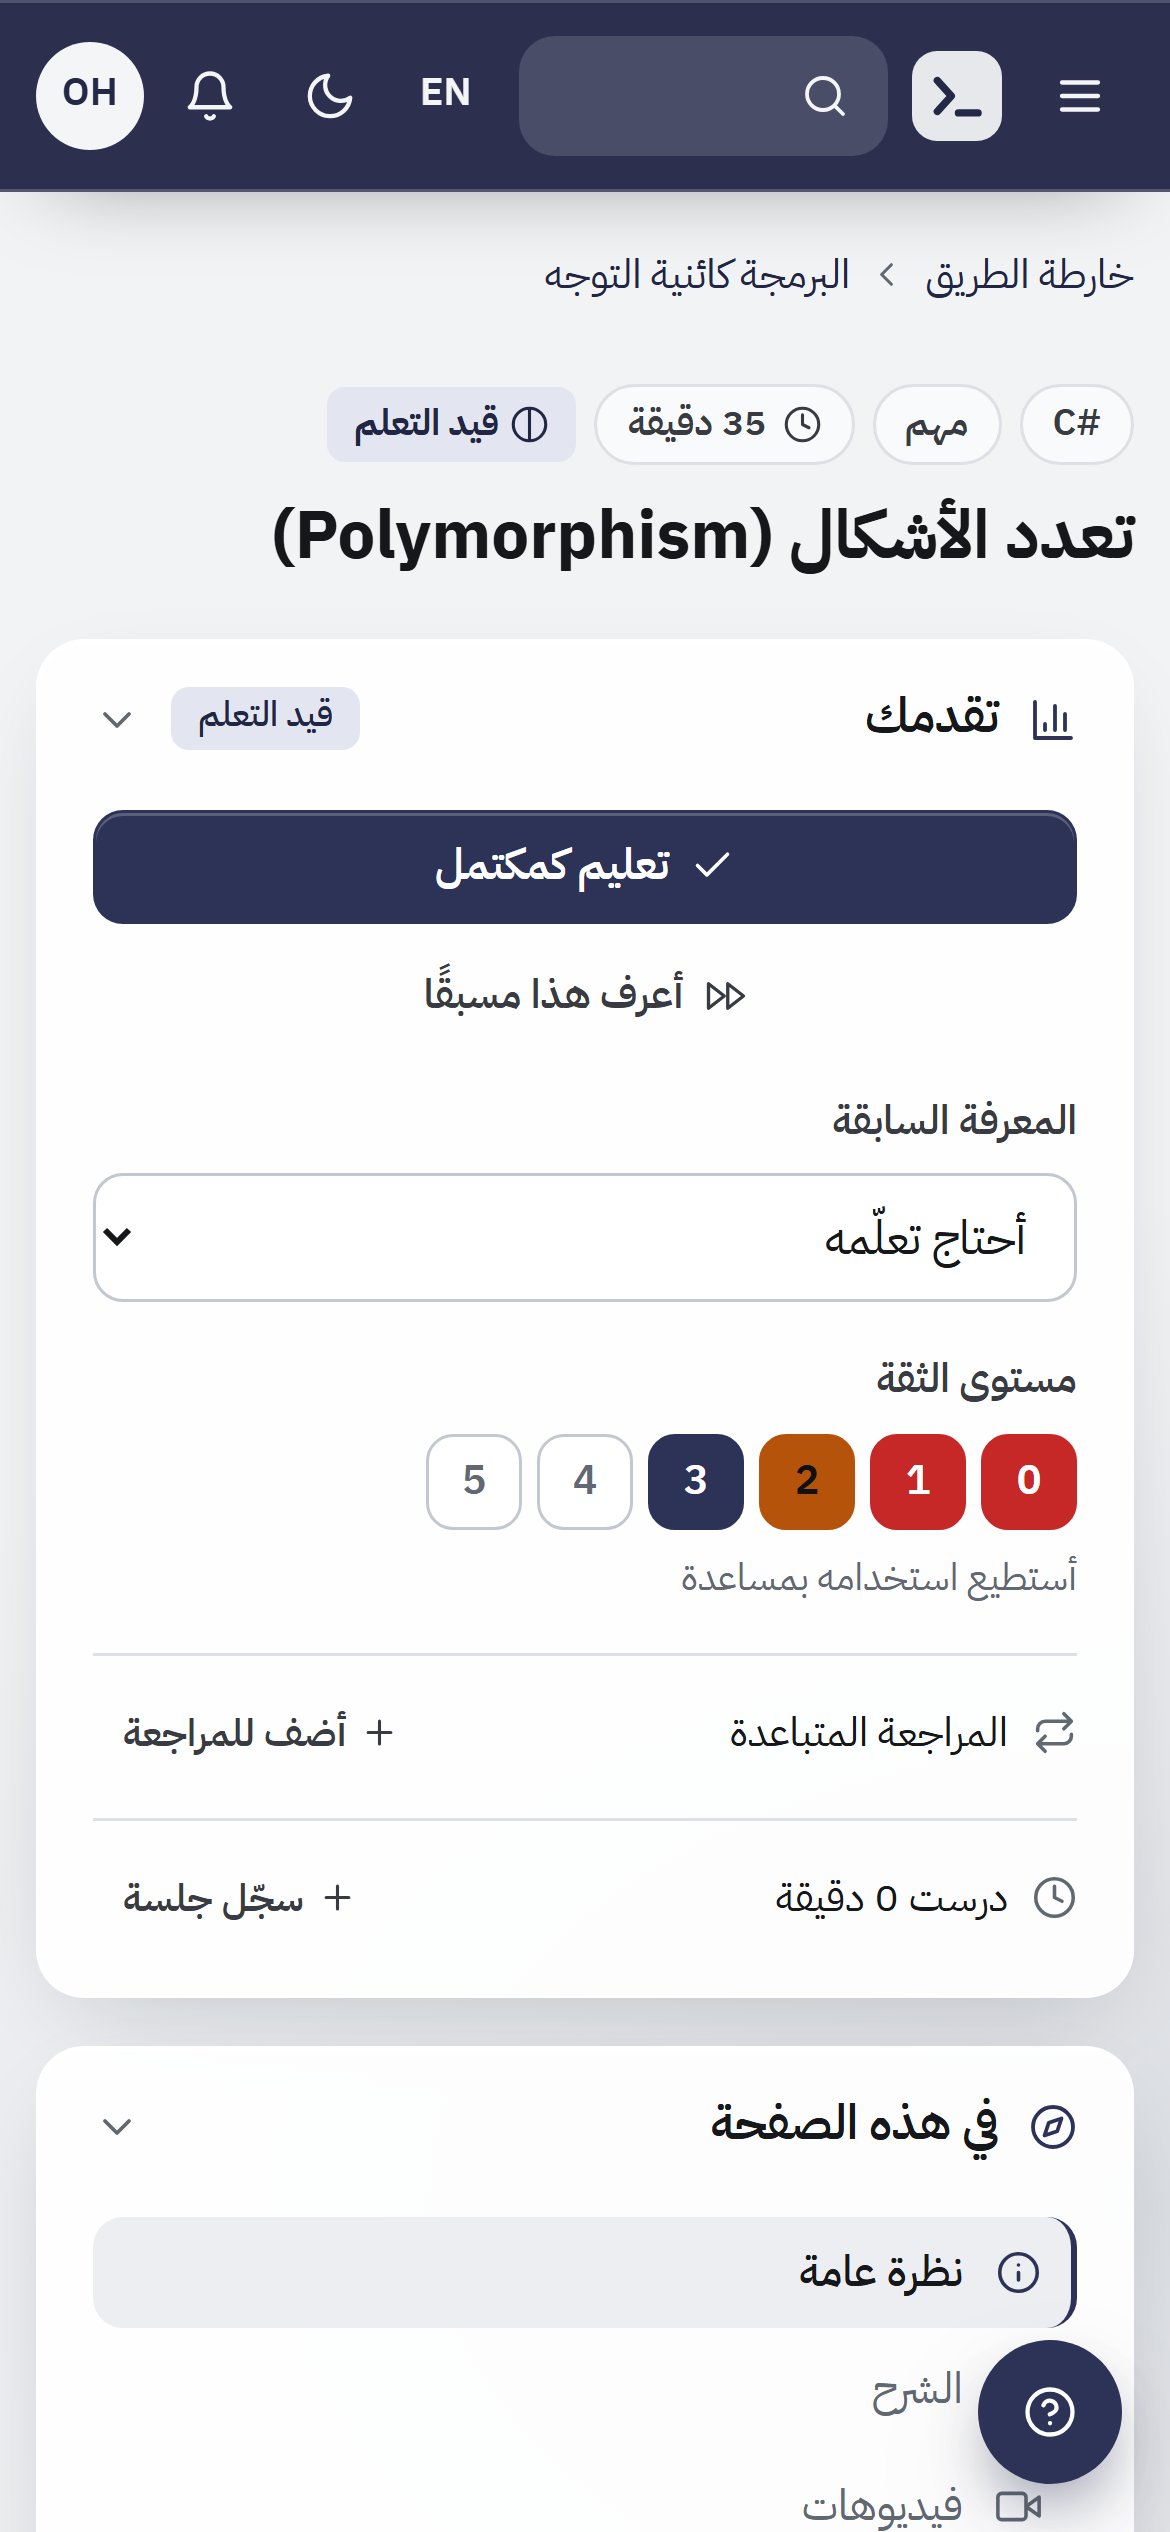 EN OH
خارطة الطريق البرمجة كائنية التوجه
C# مهم 35 دقيقة قيد التعلم
تعدد الأشكال (Polymorphism)
تقدمك قيد التعلم
تعليم كمكتمل
أعرف هذا مسبقًا
المعرفة السابقة
أحتاج تعلّمه
مستوى الثقة
0 1 2 3 4 5
أستطيع استخدامه بمساعدة
المراجعة المتباعدة أضف للمراجعة
درست 0 دقيقة سجّل جلسة
في هذه الصفحة
نظرة عامة
الشرح
فيديوهات